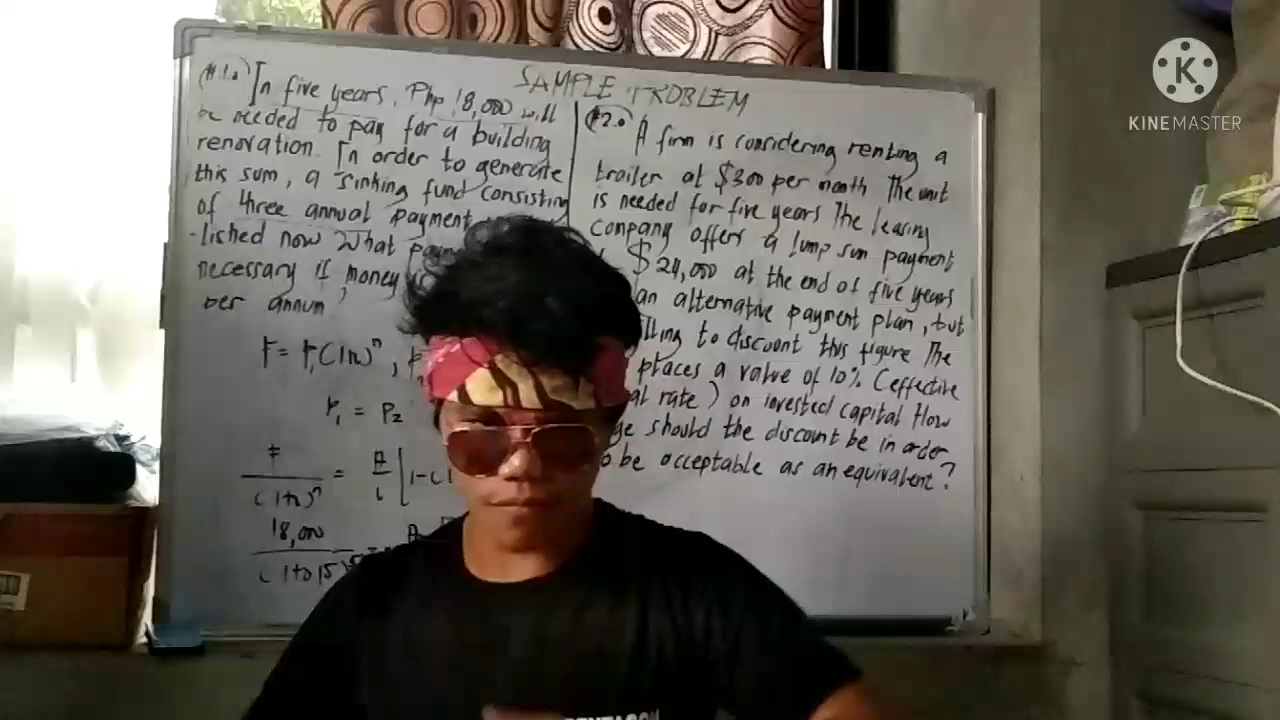 SAMPLE PROBLEM
#1.) In five years, Php 18,000 will
be needed to pay for a building
renovation. In order to generate
this sum, a sinking fund consisting
of three annual payment
-lished now what
necessary if money
per annum?
F = P, (1+i)^n ,
P₁ = P₂
F
(1+i)^n
=
A
i
[1-(1
18,000
(1+0.15)^5
A
#2.) A firm is considering renting a
trailer at $300 per month The unit
is needed for five years The leasing
company offers a lump sum payment
$24,000 at the end of five years
an alternative payment plan, but
lling to discount this figure The
places a value of 10% (effective
al rate) on invested capital How
ge should the discount be in order
o be acceptable as an equivalent?
KINEMASTER